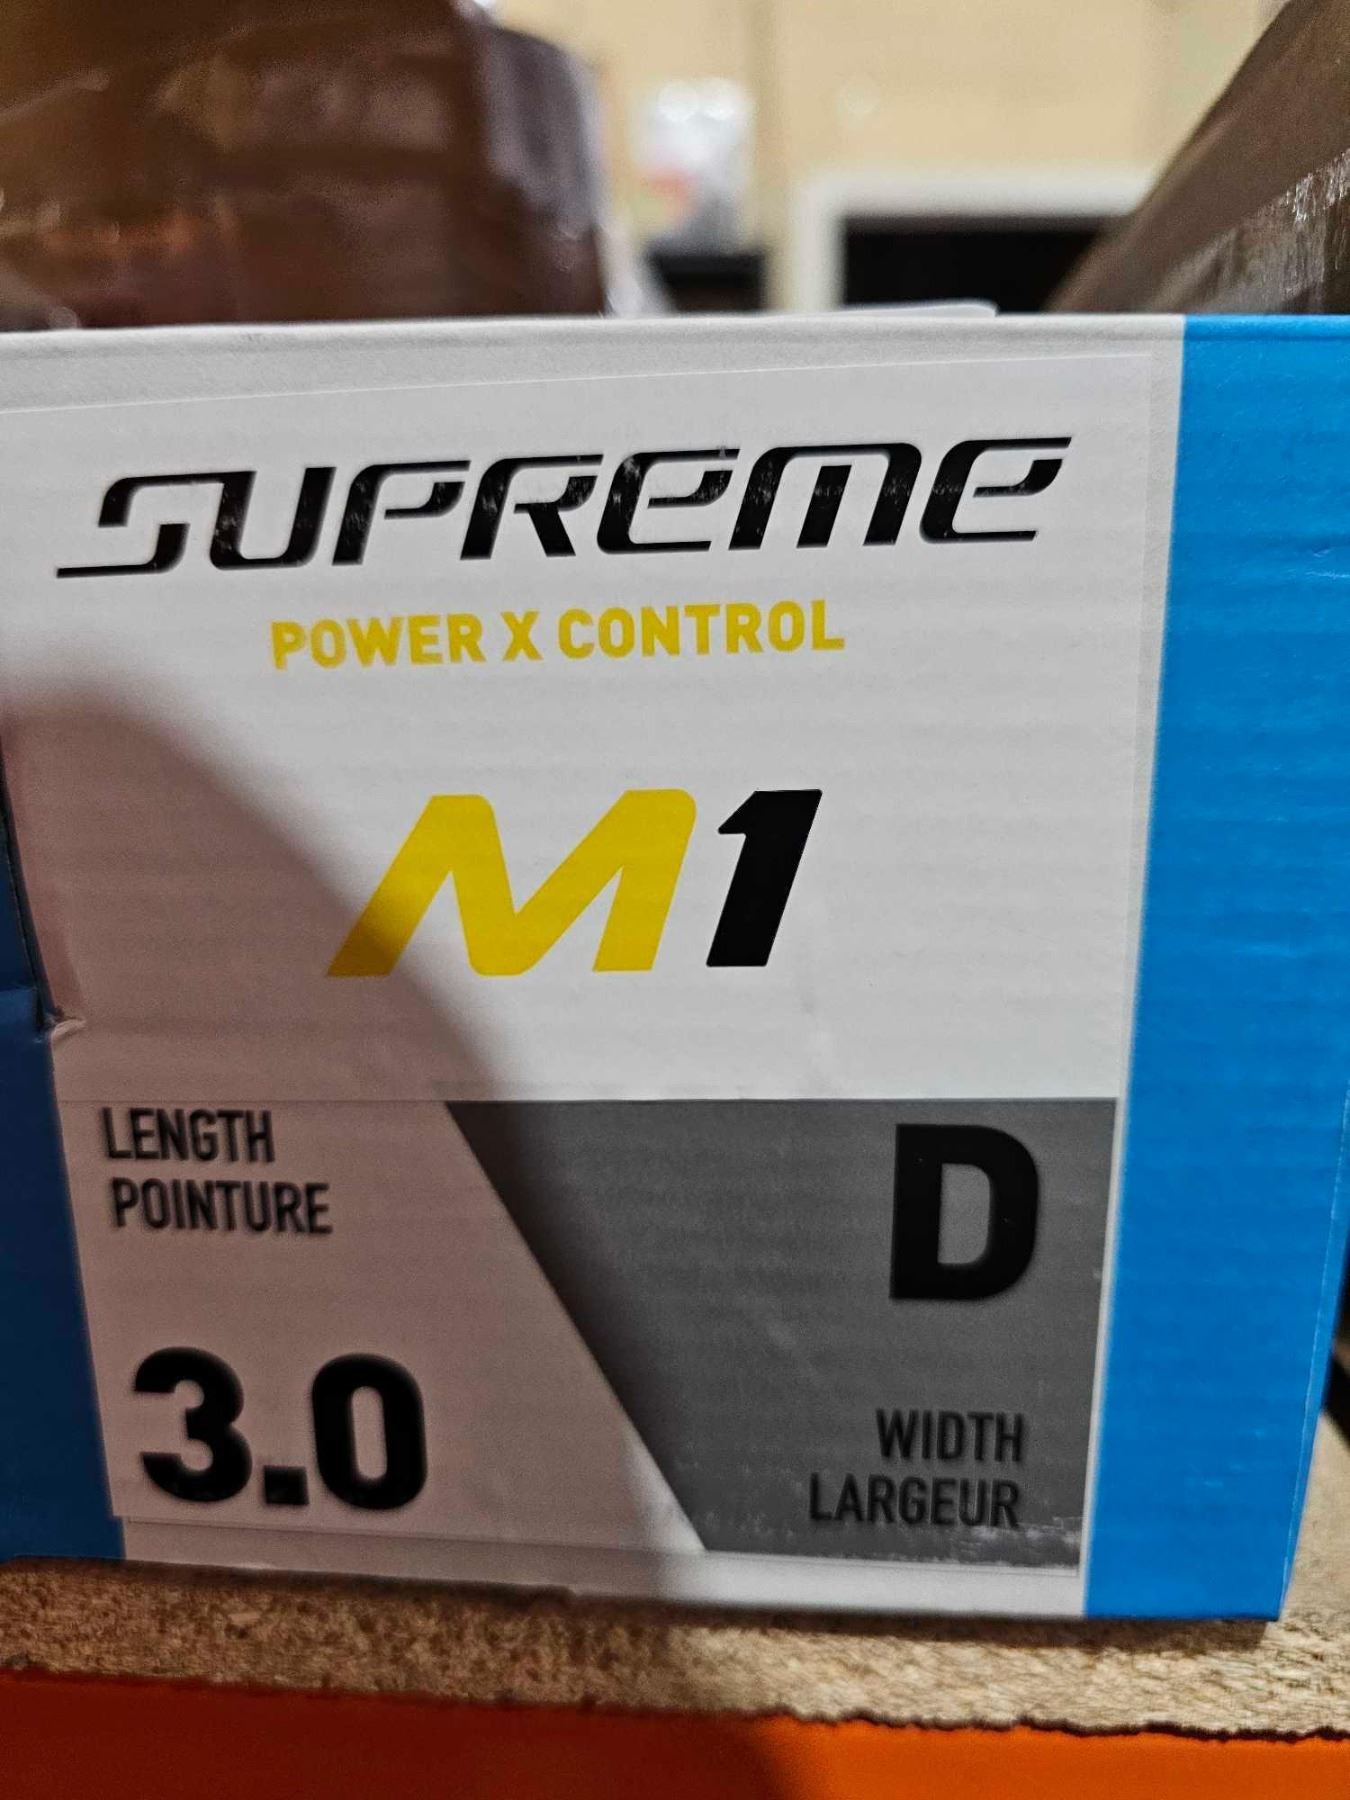 SUPREME
POWER X CONTROL
M1
LENGTH
POINTURE
3.0
D
WIDTH
LARGEUR